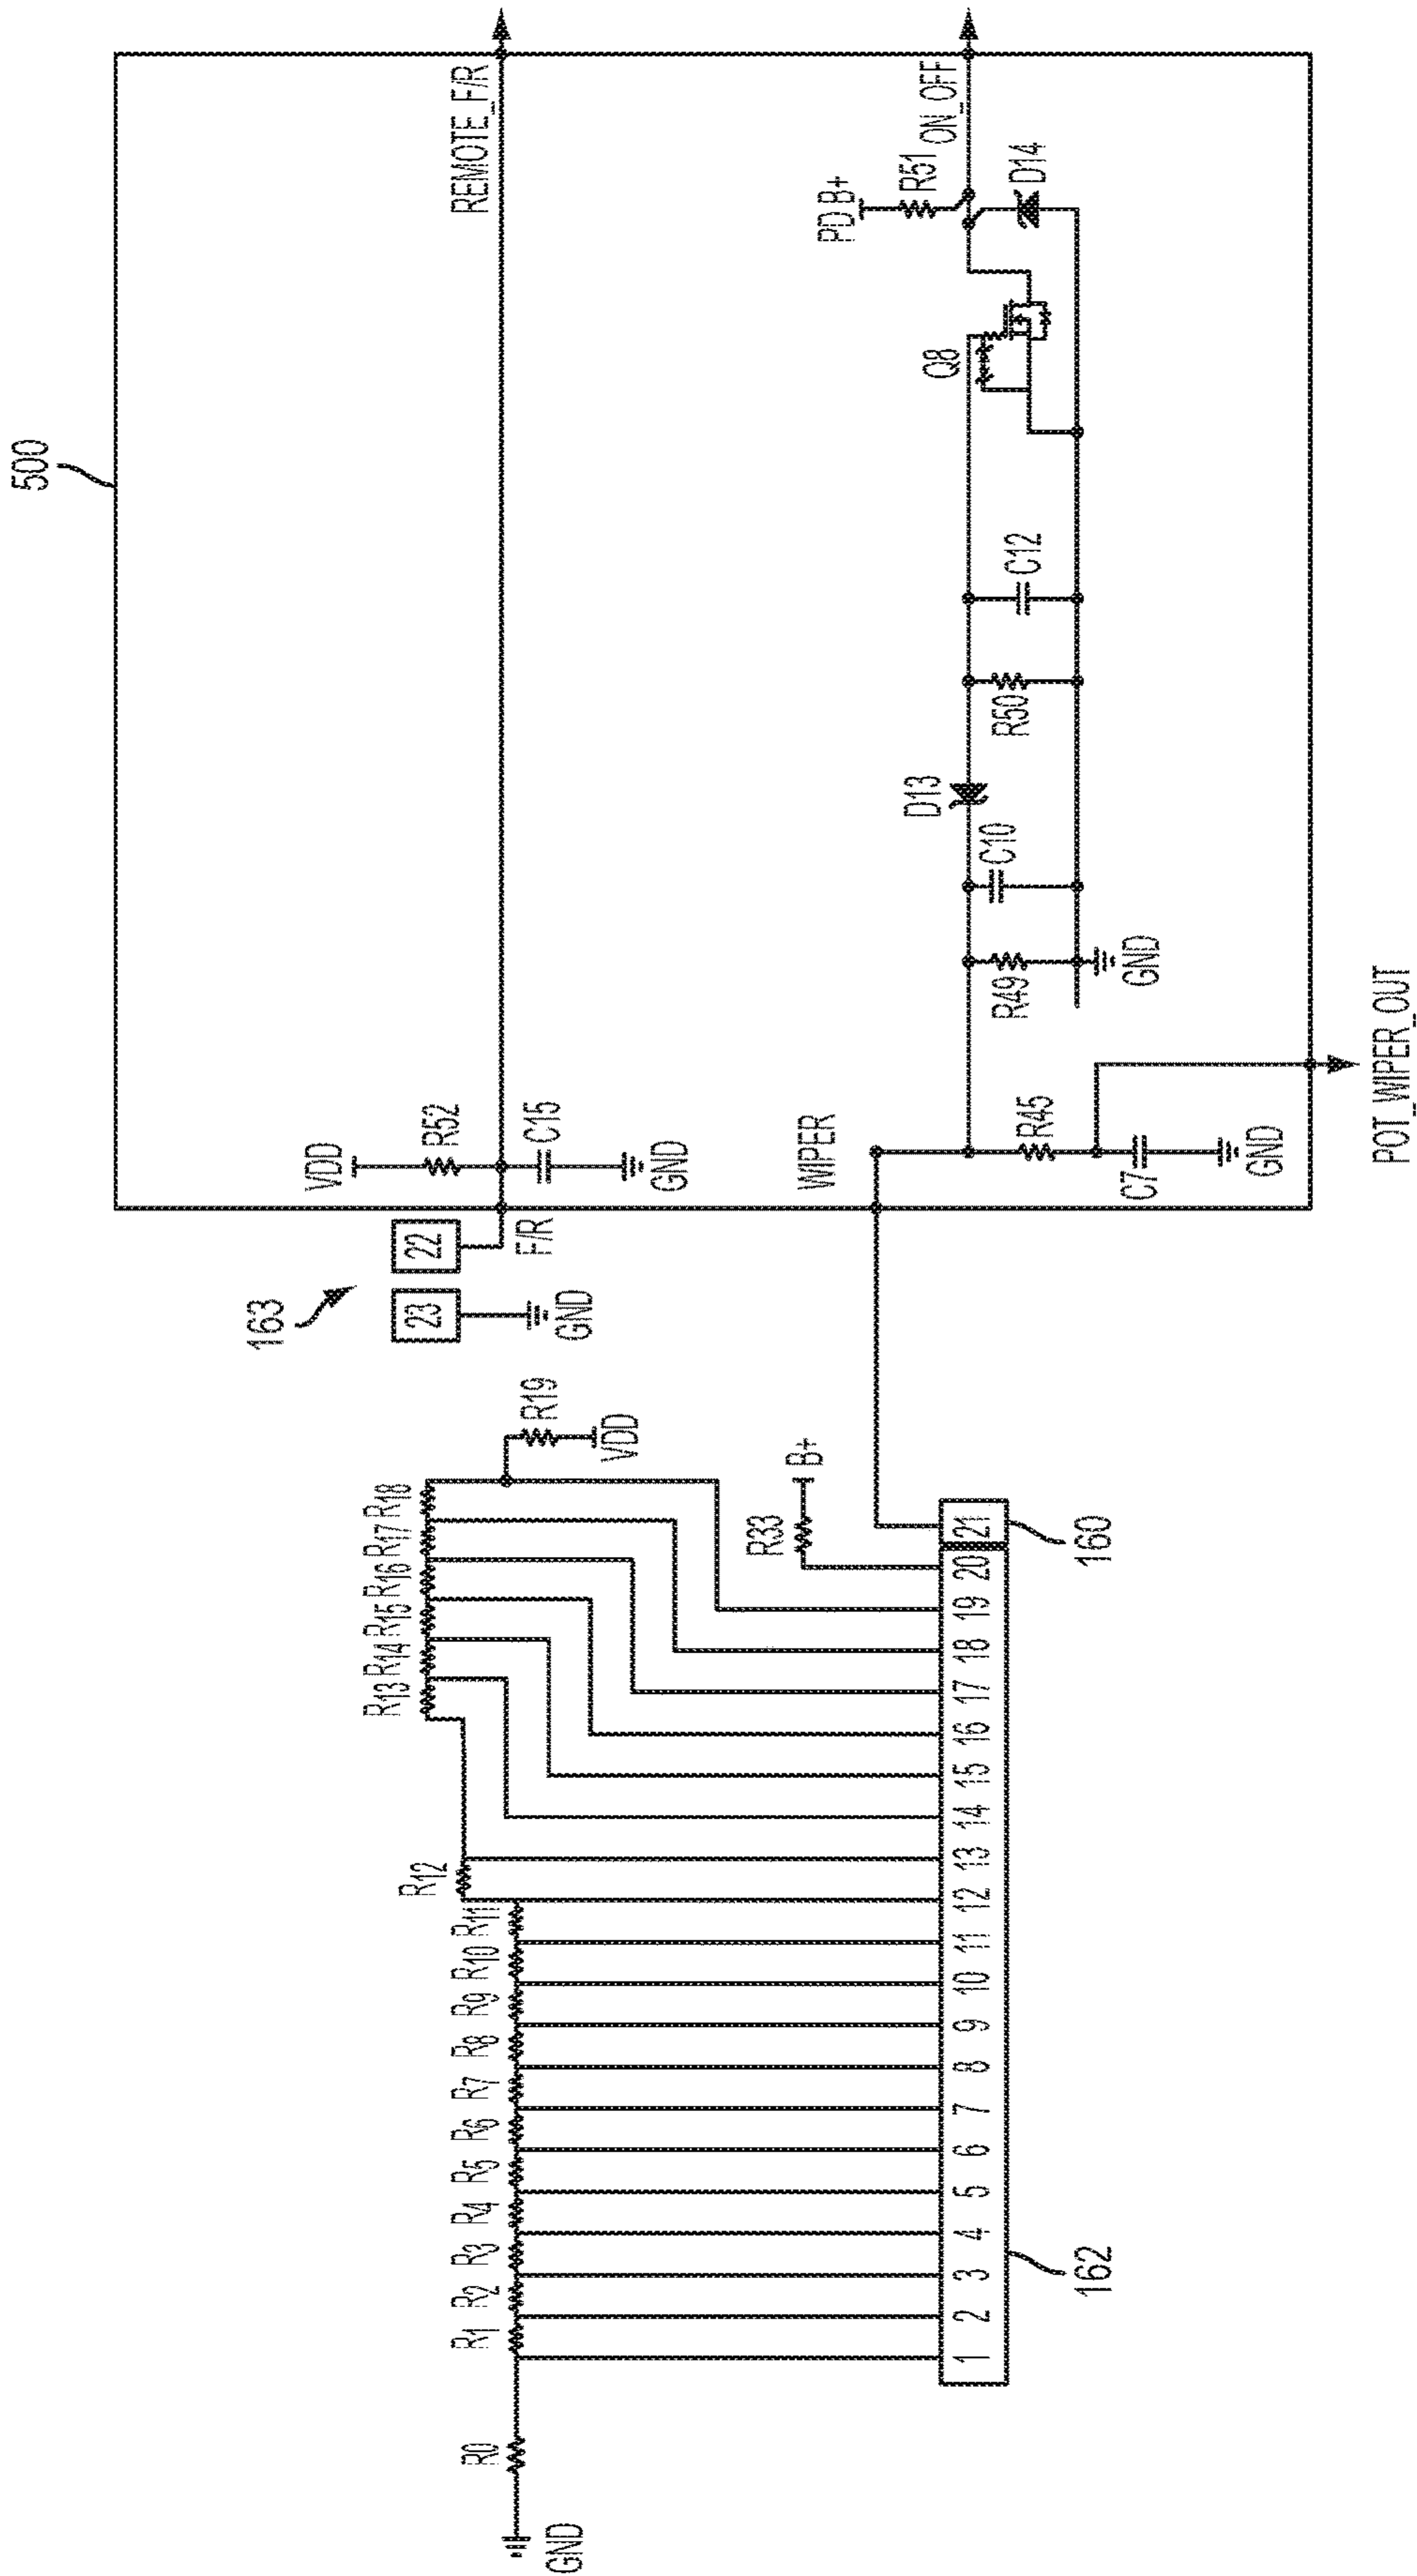 500
REMOTE_F/R
ON_OFF
PD B+
R51
D14
Q8
C12
R50
D13
C10
R49
GND
VDD
R52
C15
GND
WIPER
R45
C7
GND
POT_WIPER_OUT
163
22
23
F/R
GND
R19
VDD
B+
R33
R18
R17
R16
R15
R14
R13
R12
R11
R10
R9
R8
R7
R6
R5
R4
R3
R2
R1
R0
GND
1 2 3 4 5 6 7 8 9 10 11 12 13 14 15 16 17 18 19 20 21
160
162